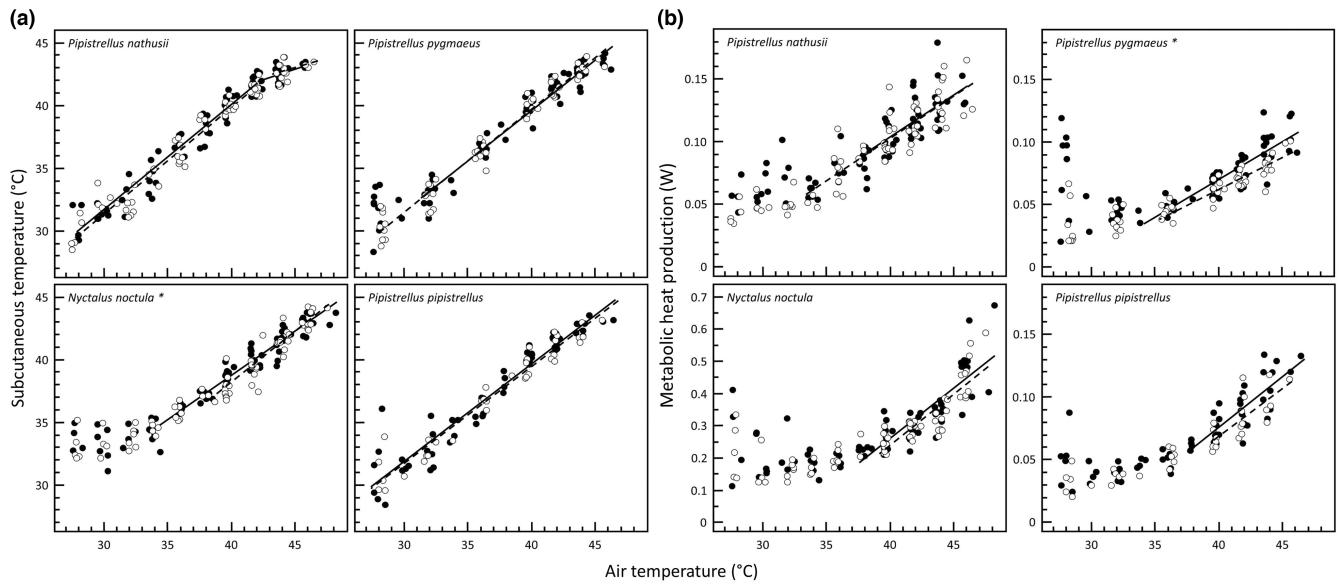 (a)
(b)
Pipistrellus nathusii
Pipistrellus pygmaeus
Pipistrellus nathusii
Pipistrellus pygmaeus *
45
40
35
30
0.15
0.10
0.05
0
0.15
0.10
0.05
0
Subcutaneous temperature (°C)
Metabolic heat production (W)
Nyctalus noctula *
Pipistrellus pipistrellus
Nyctalus noctula
Pipistrellus pipistrellus
45
40
35
30
0.7
0.6
0.5
0.4
0.3
0.2
0.1
0
0.15
0.10
0.05
0
30 35 40 45
30 35 40 45
30 35 40 45
30 35 40 45
Air temperature (°C)